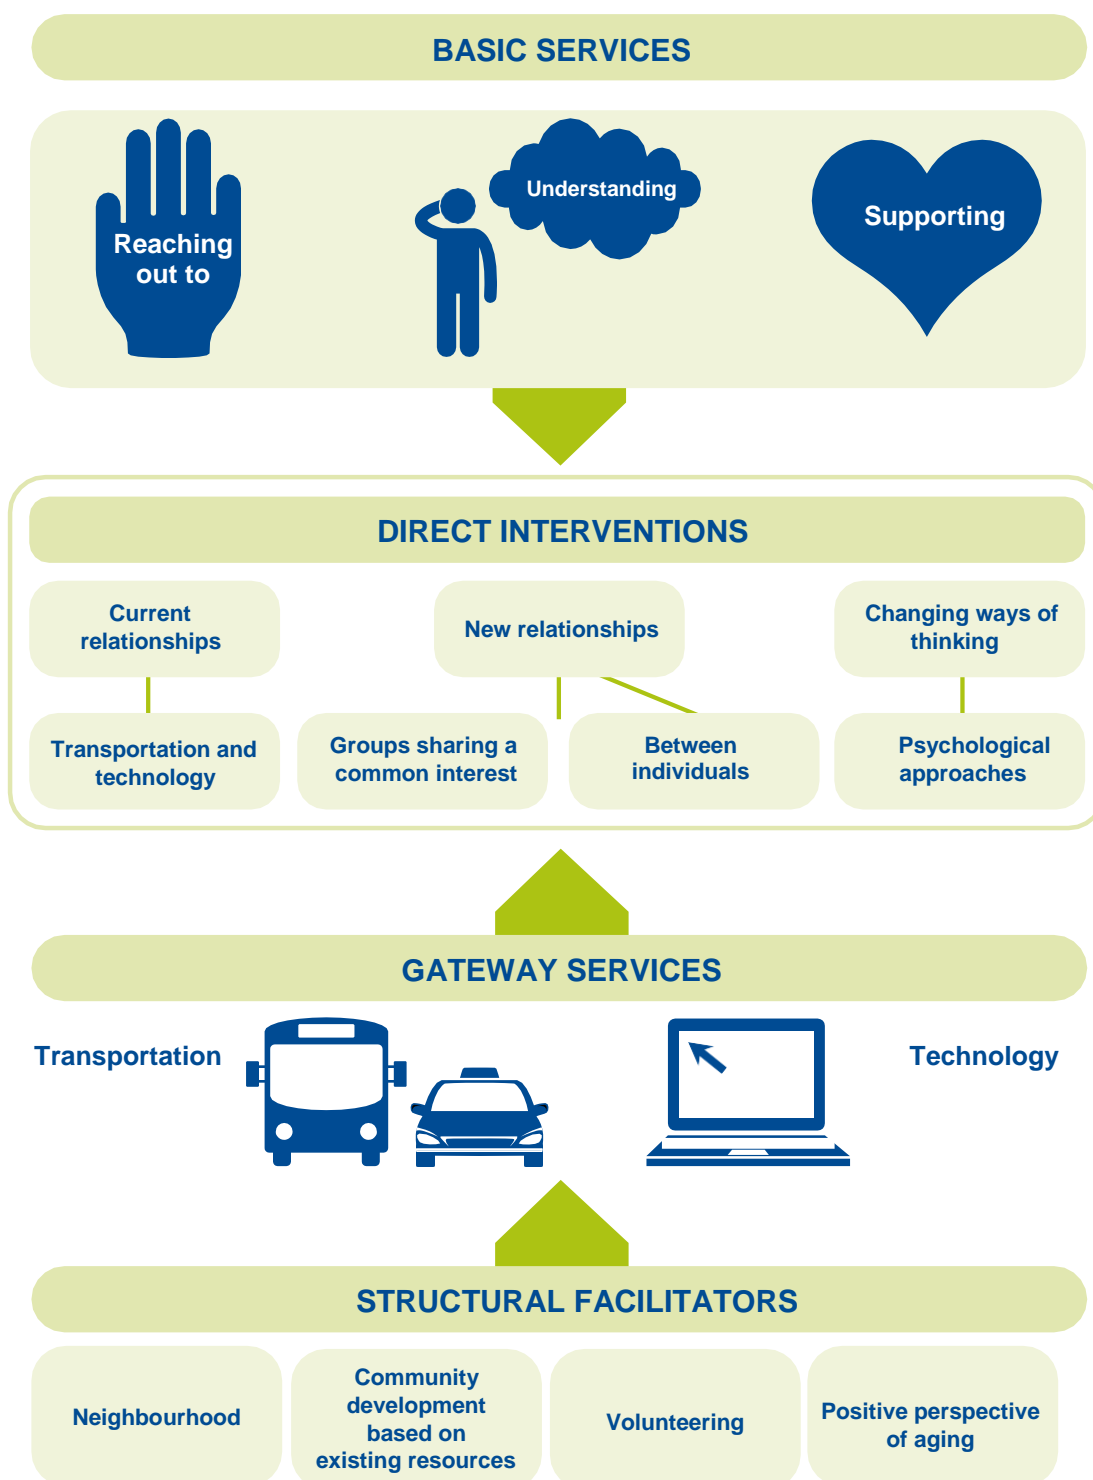 BASIC SERVICES
Reaching
out to
Understanding
Supporting
DIRECT INTERVENTIONS
Current
relationships
New relationships
Changing ways of
thinking
Transportation and
technology
Groups sharing a
common interest
Between
individuals
Psychological
approaches
GATEWAY SERVICES
Transportation
Technology
STRUCTURAL FACILITATORS
Neighbourhood
Community
development
based on
existing resources
Volunteering
Positive perspective
of aging